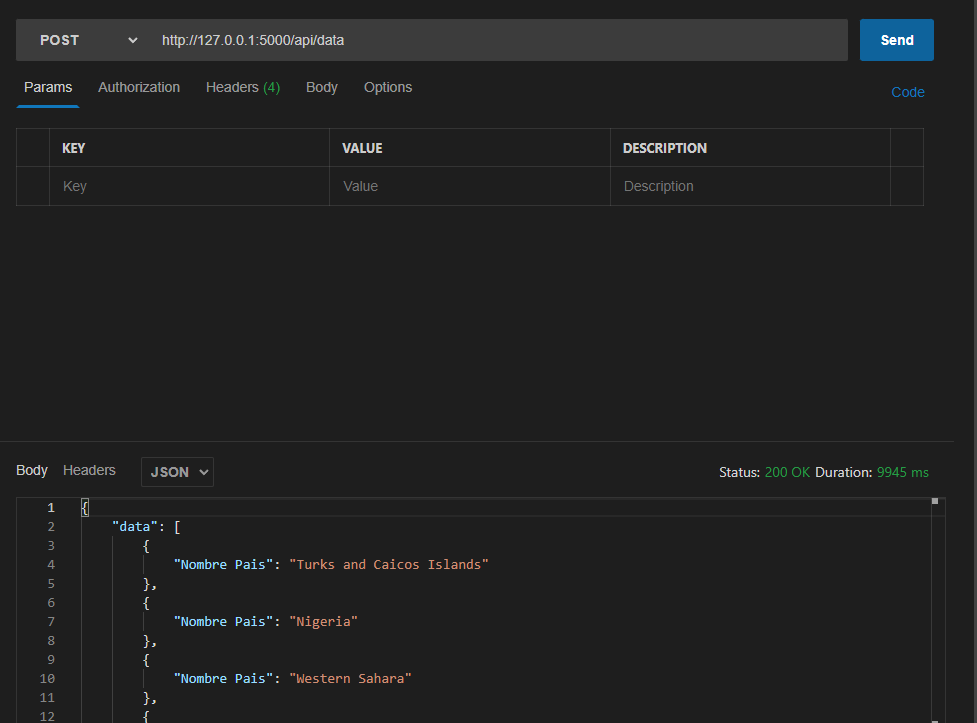 POST http://127.0.0.1:5000/api/data Send
Params Authorization Headers (4) Body Options Code
KEY VALUE DESCRIPTION
Key Value Description
Body Headers JSON Status: 200 OK Duration: 9945 ms
1 {
2 "data": [
3 {
4 "Nombre Pais": "Turks and Caicos Islands"
5 },
6 {
7 "Nombre Pais": "Nigeria"
8 },
9 {
10 "Nombre Pais": "Western Sahara"
11 },
12 {